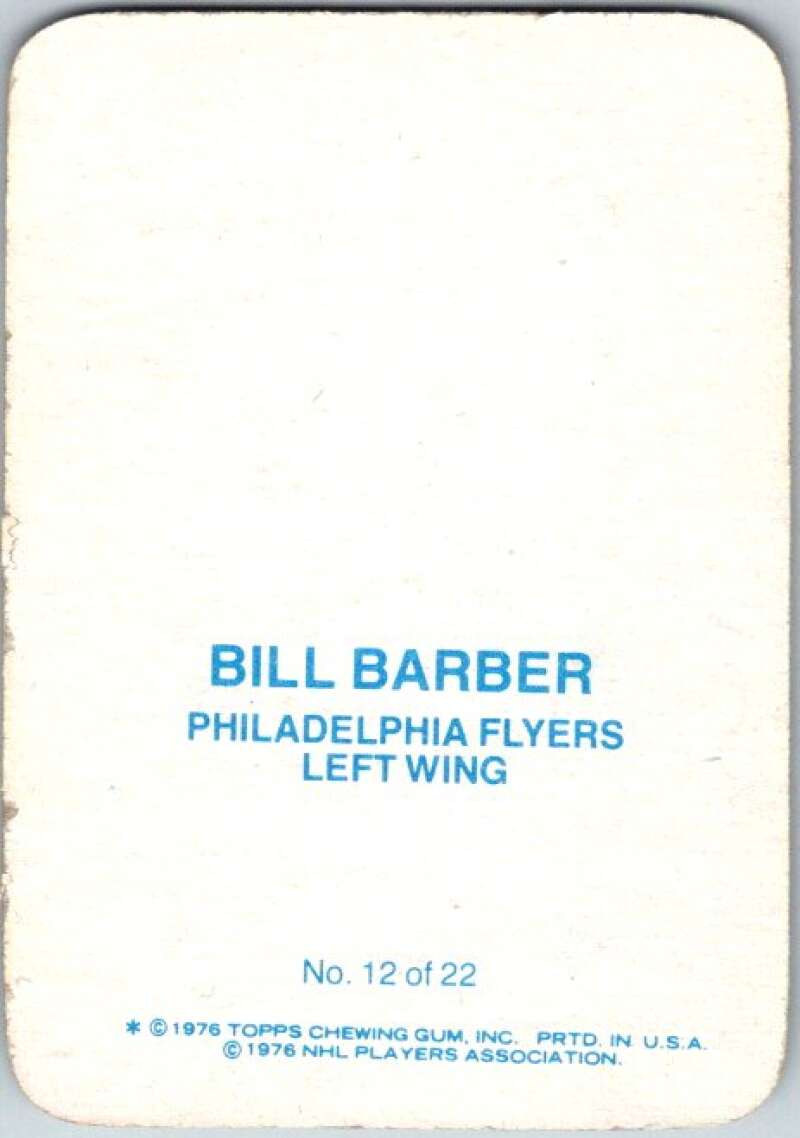 BILL BARBER
PHILADELPHIA FLYERS
LEFT WING
No. 12 of 22
* © 1976 TOPPS CHEWING GUM, INC. PRTD. IN U.S.A.
© 1976 NHL PLAYERS ASSOCIATION.